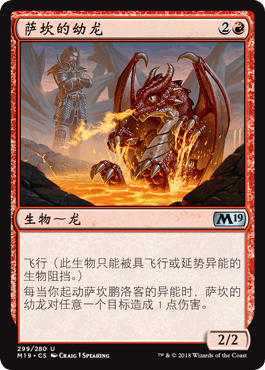 萨坎的幼龙 2
生物～龙 M19
飞行（此生物只能被具飞行或延势异能的
生物阻挡。）
每当你起动萨坎鹏洛客的异能时，萨坎的
幼龙对任意一个目标造成1点伤害。
2/2
299/280 U
M19 • CS CRAIG J SPEARING ™ & © 2018 Wizards of the Coast